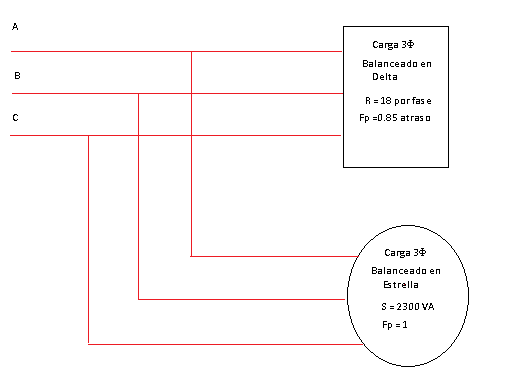 A
B
C
Carga 3Φ
Balanceado en
Delta
R = 18 por fase
Fp =0.85 atraso
Carga 3Φ
Balanceado en
Estrella
S = 2300 VA
Fp = 1